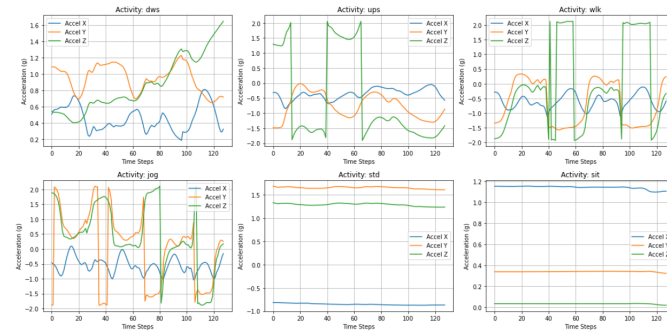 Activity: dws
Acceleration (g)
1.6
1.4
1.2
1.0
0.8
0.6
0.4
0.2
Accel X
Accel Y
Accel Z
0 20 40 60 80 100 120
Time Steps
Activity: ups
Acceleration (g)
2.0
1.5
1.0
0.5
0.0
−0.5
−1.0
−1.5
Accel X
Accel Y
Accel Z
0 20 40 60 80 100 120
Time Steps
Activity: wlk
Acceleration (g)
2.0
1.5
1.0
0.5
0.0
−0.5
−1.0
−1.5
−2.0
Accel X
Accel Y
Accel Z
0 20 40 60 80 100 120
Time Steps
Activity: jog
Acceleration (g)
2.0
1.5
1.0
0.5
0.0
−0.5
−1.0
−1.5
−2.0
Accel X
Accel Y
Accel Z
0 20 40 60 80 100 120
Time Steps
Activity: std
Acceleration (g)
1.5
1.0
0.5
0.0
−0.5
−1.0
Accel X
Accel Y
Accel Z
0 20 40 60 80 100 120
Time Steps
Activity: sit
Acceleration (g)
1.2
1.0
0.8
0.6
0.4
0.2
0.0
Accel X
Accel Y
Accel Z
0 20 40 60 80 100 120
Time Steps